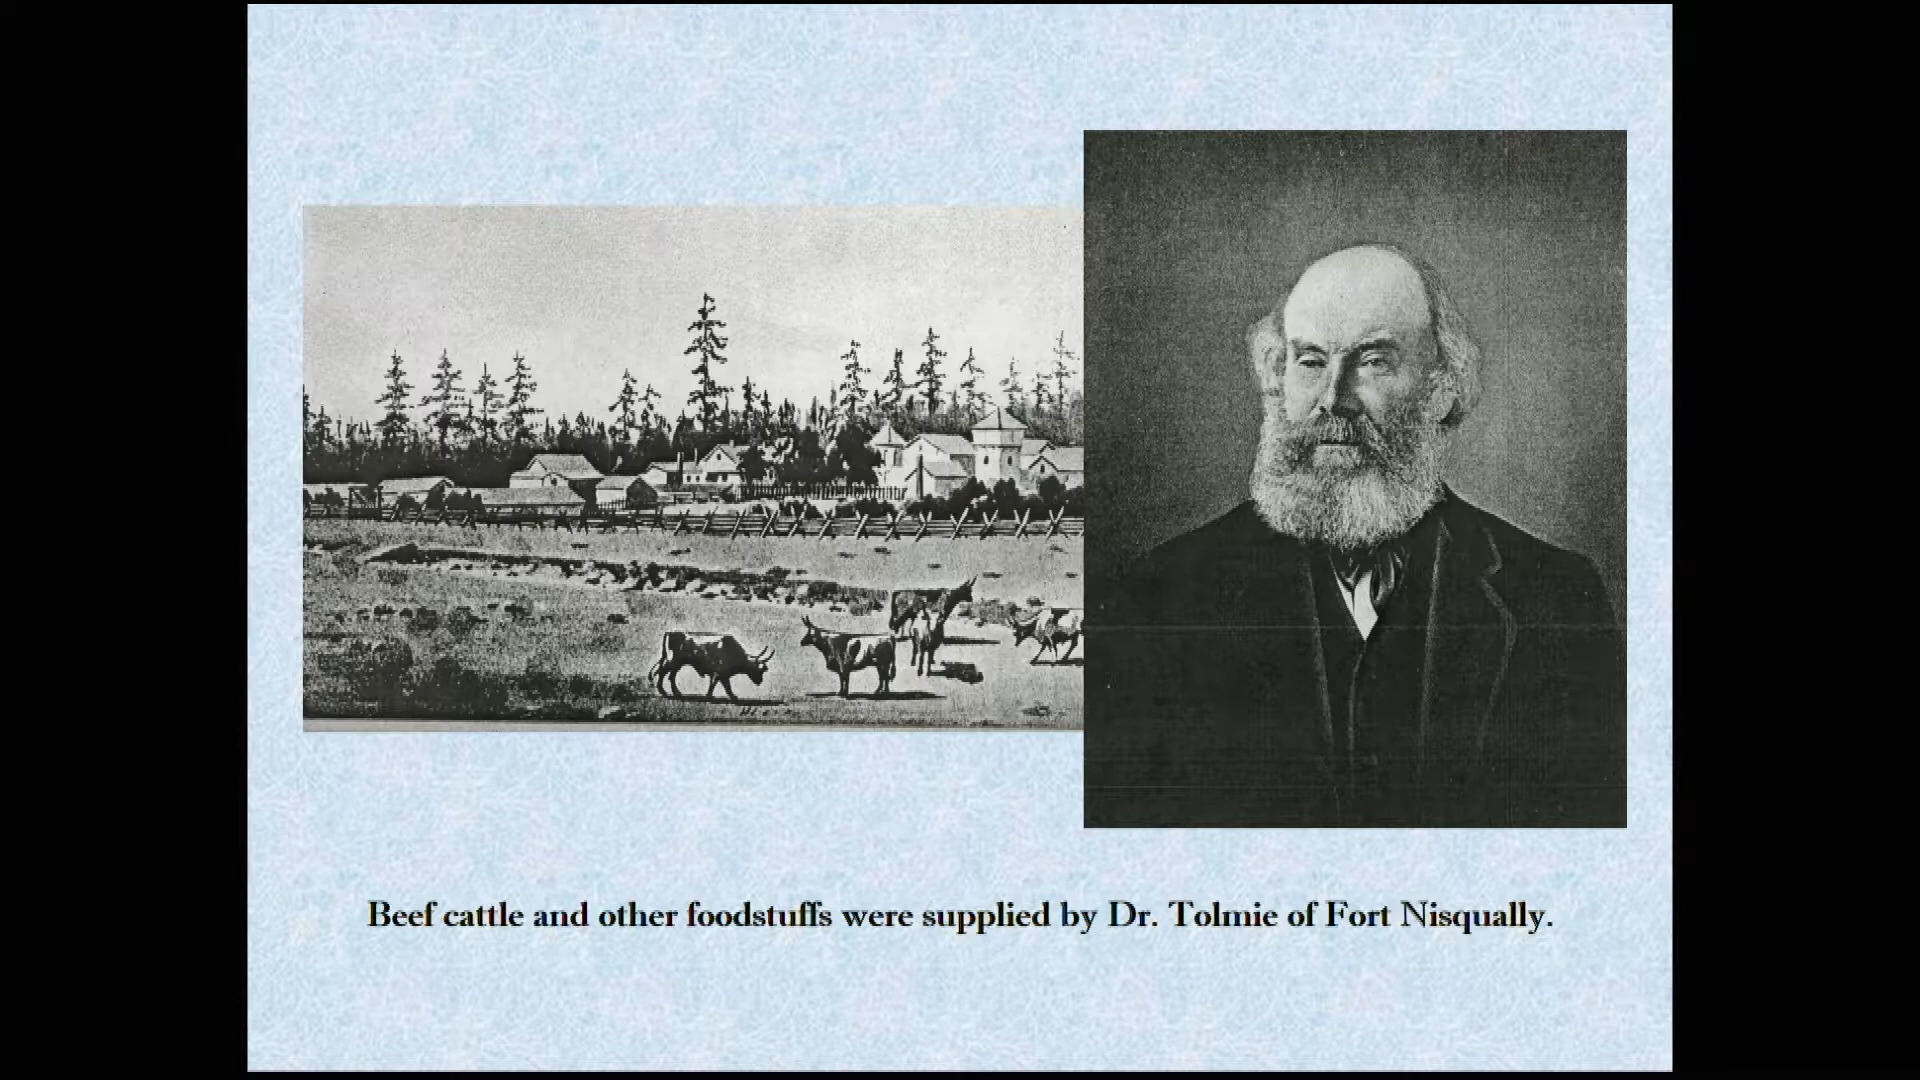 Beef cattle and other foodstuffs were supplied by Dr. Tolmie of Fort Nisqually.